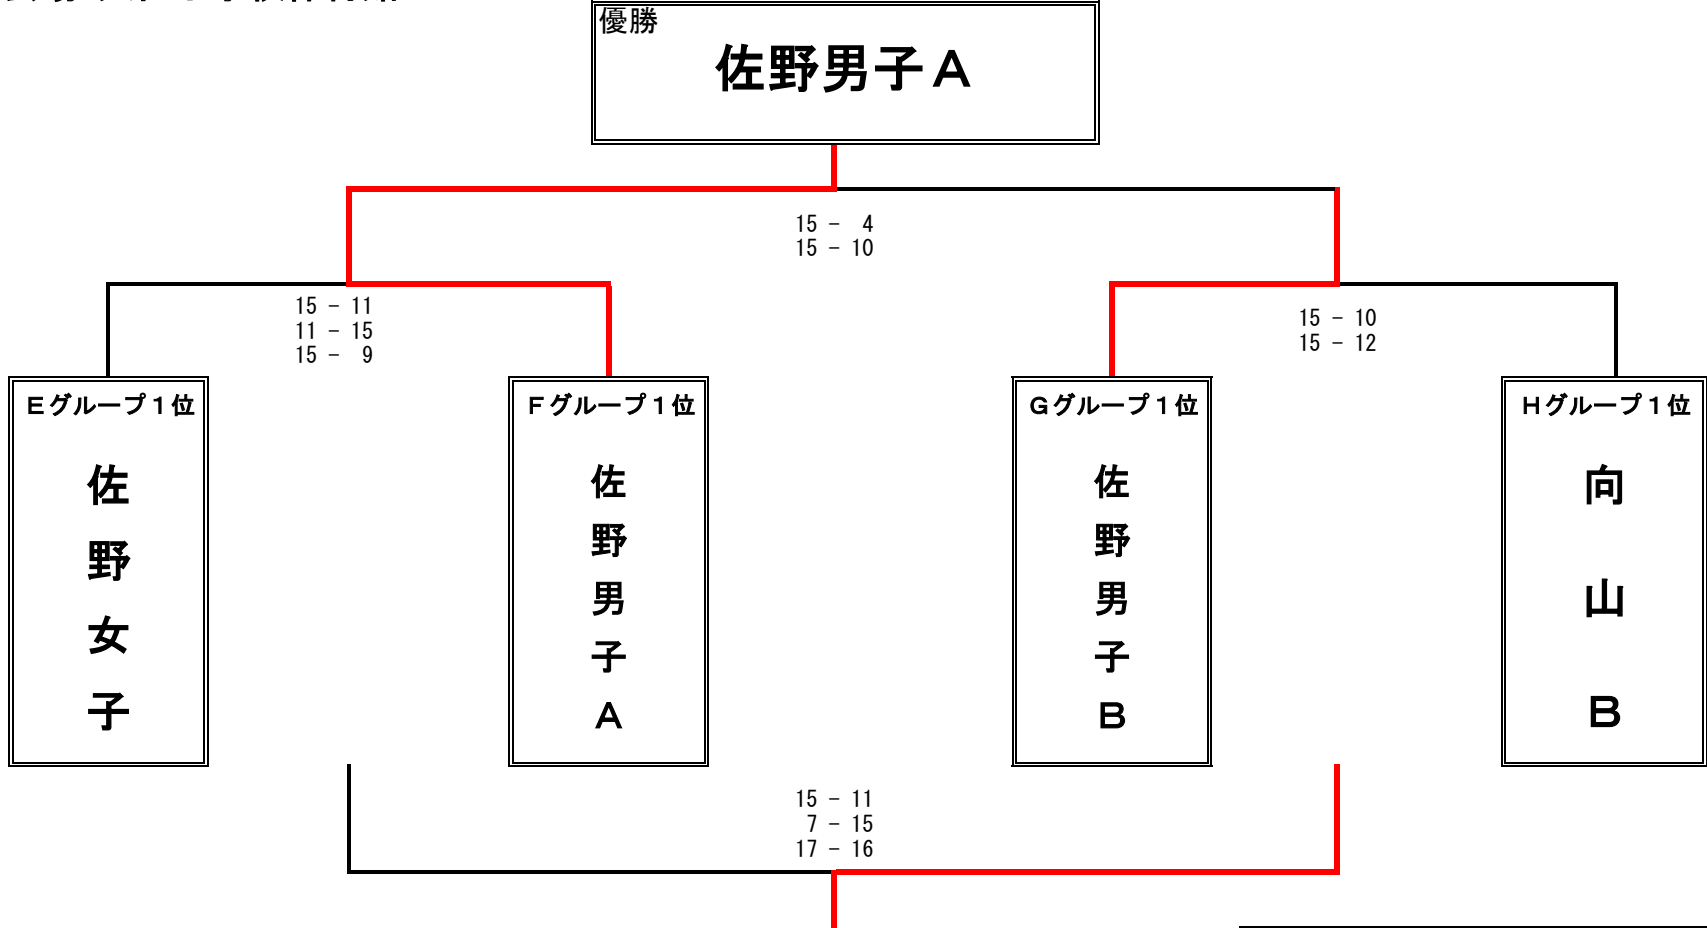 優勝
佐野男子Ａ
15 － 4
15 － 10
15 － 11
11 － 15
15 － 9
15 － 10
15 － 12
Ｅグループ１位
佐野女子
Ｆグループ１位
佐野男子Ａ
Ｇグループ１位
佐野男子Ｂ
Ｈグループ１位
向山Ｂ
15 － 11
7 － 15
17 － 16